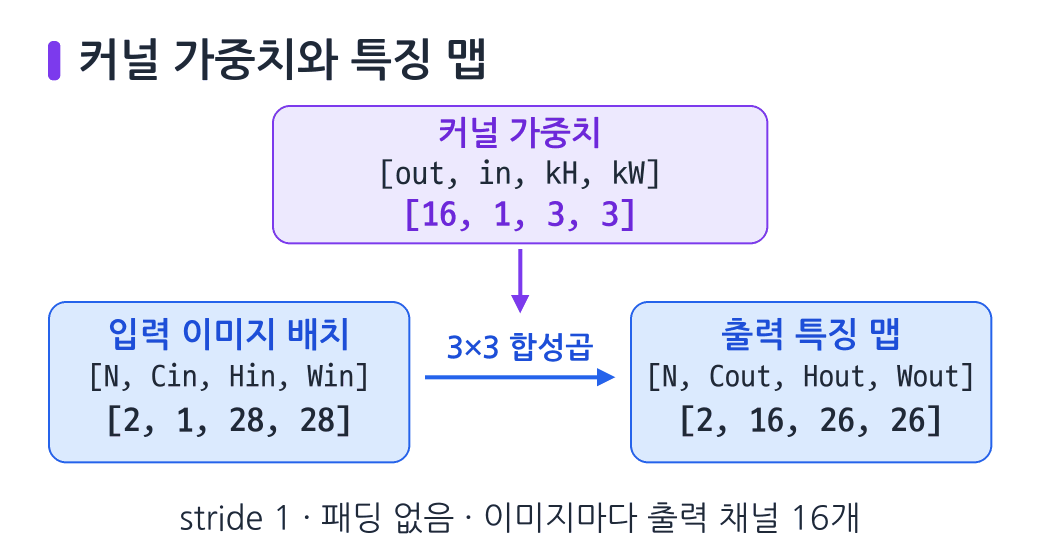 커널 가중치와 특징 맵
커널 가중치
[out, in, kH, kW]
[16, 1, 3, 3]
입력 이미지 배치
[N, Cin, Hin, Win]
[2, 1, 28, 28]
3×3 합성곱
출력 특징 맵
[N, Cout, Hout, Wout]
[2, 16, 26, 26]
stride 1 · 패딩 없음 · 이미지마다 출력 채널 16개